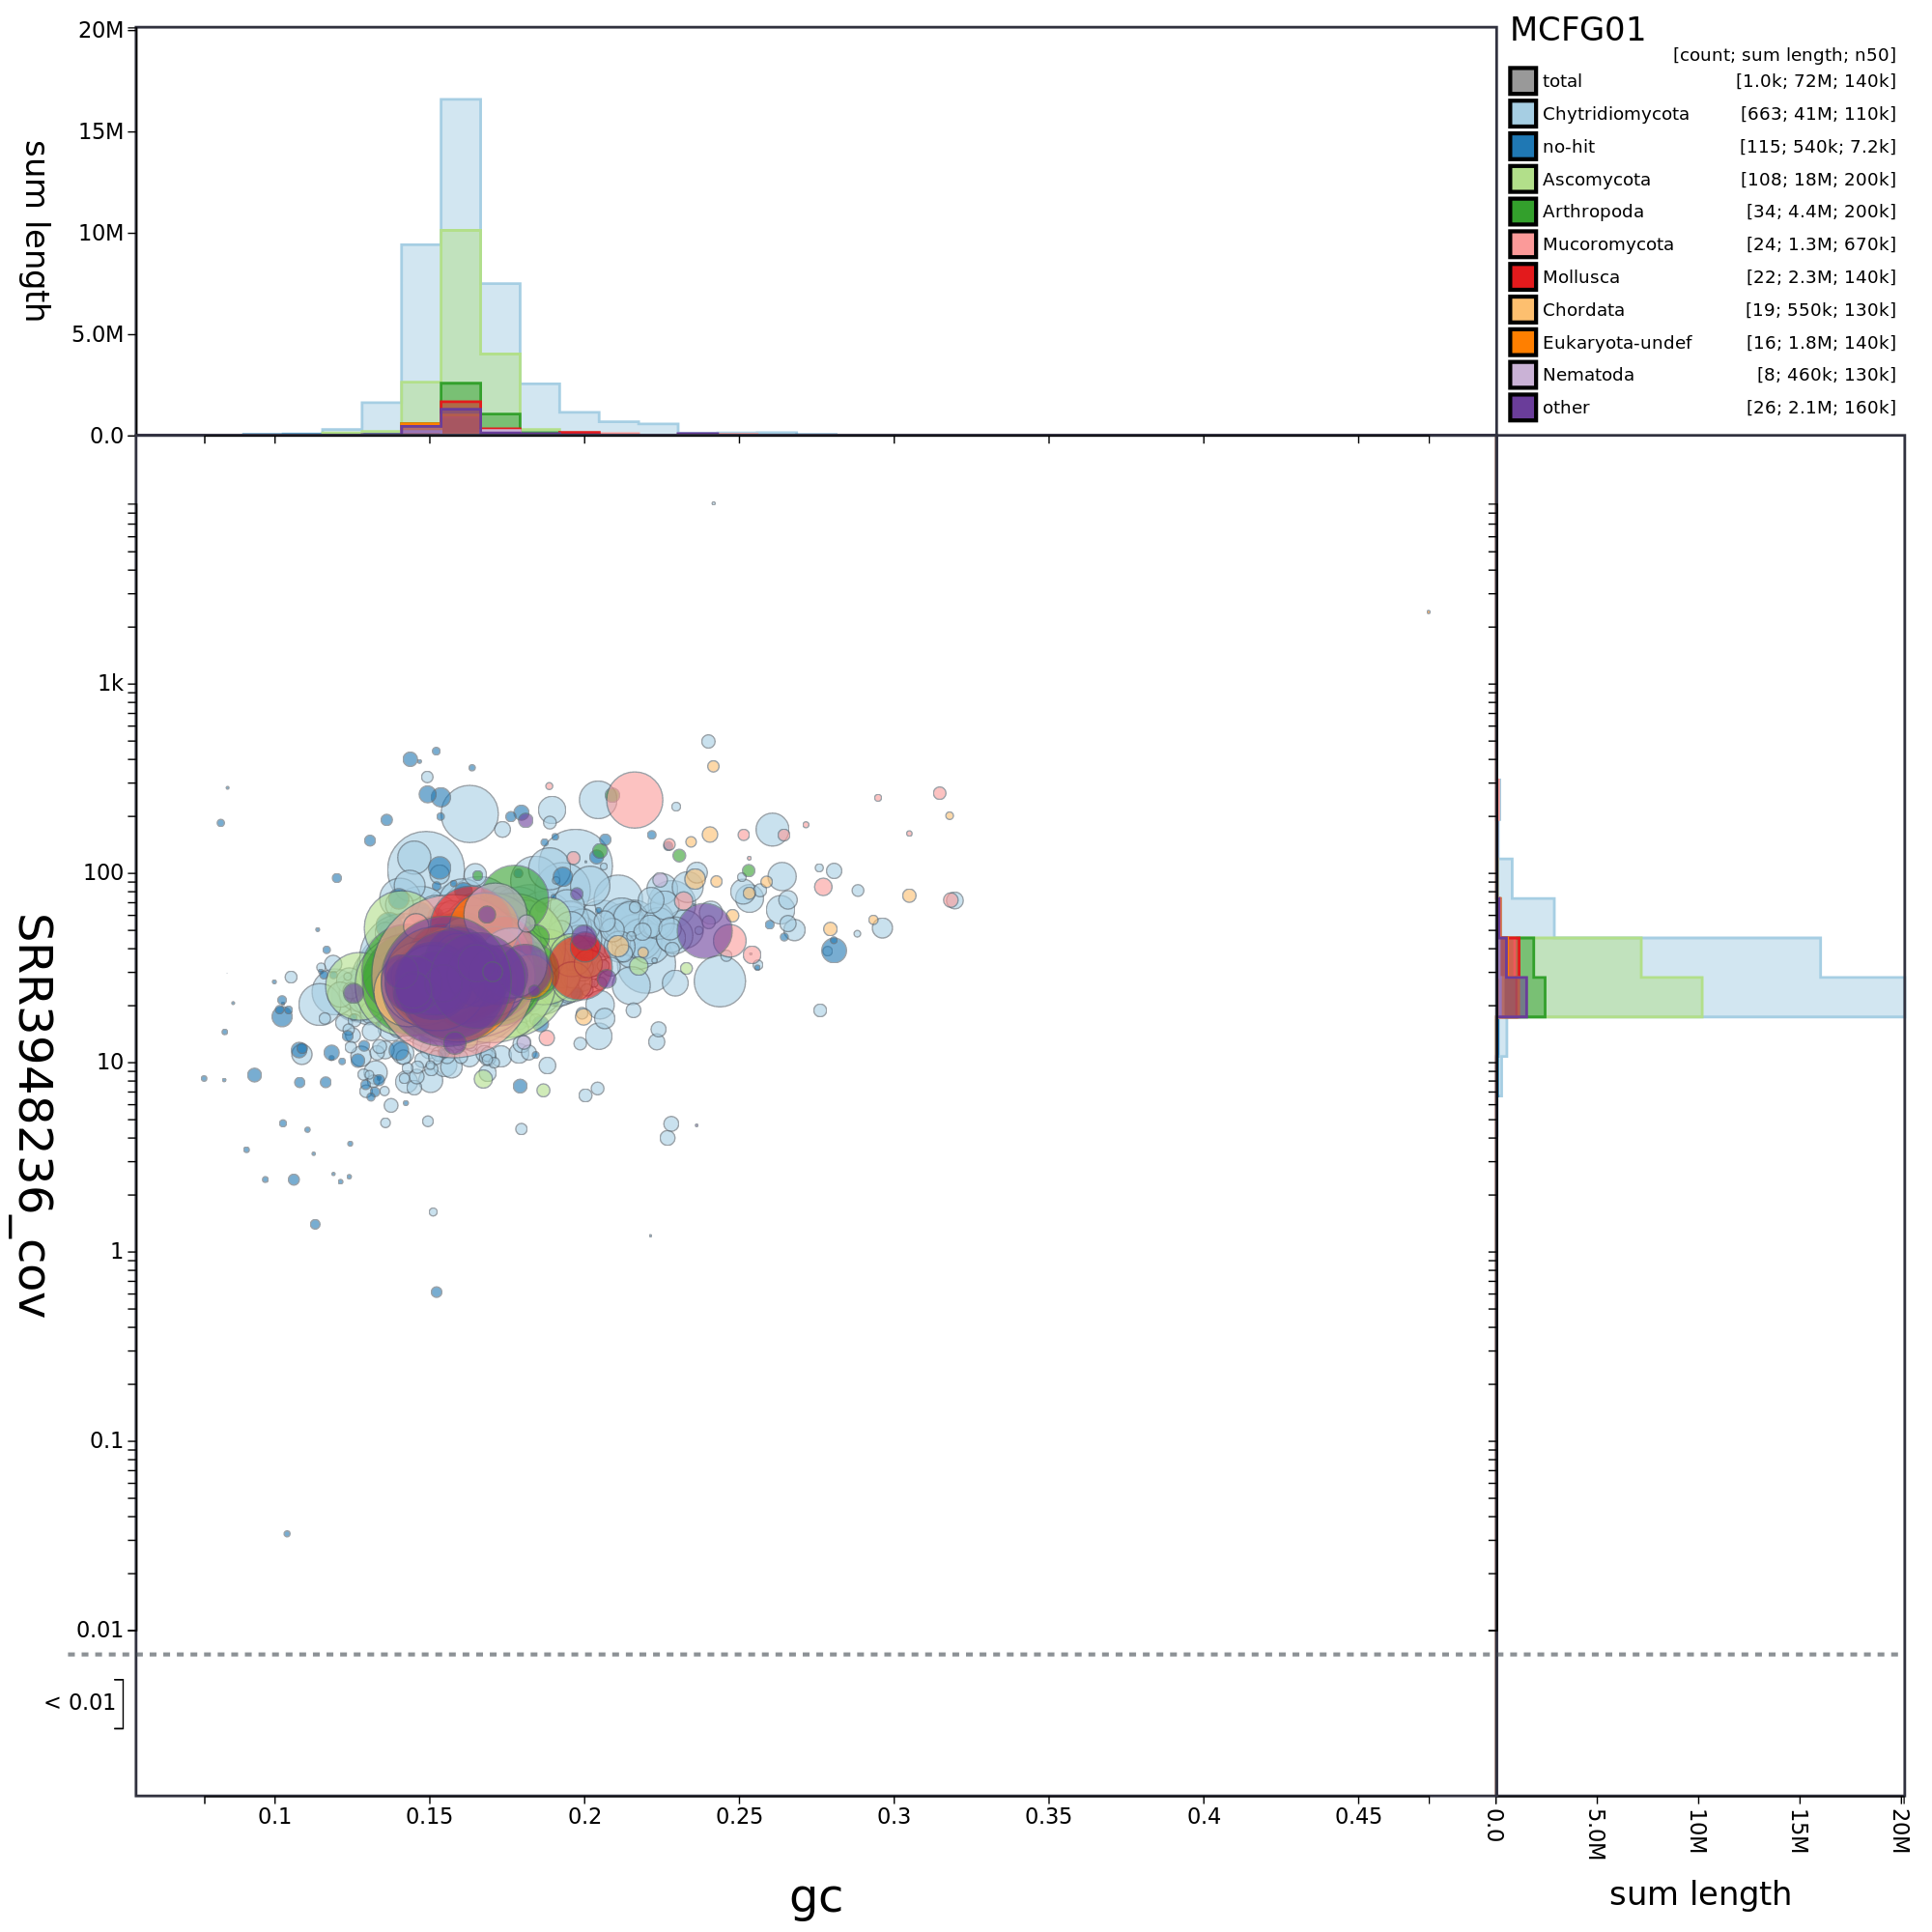 MCFG01
[count; sum length; n50]
total [1.0k; 72M; 140k]
Chytridiomycota [663; 41M; 110k]
no-hit [115; 540k; 7.2k]
Ascomycota [108; 18M; 200k]
Arthropoda [34; 4.4M; 200k]
Mucoromycota [24; 1.3M; 670k]
Mollusca [22; 2.3M; 140k]
Chordata [19; 550k; 130k]
Eukaryota-undef [16; 1.8M; 140k]
Nematoda [8; 460k; 130k]
other [26; 2.1M; 160k]
sum length
20M
15M
10M
5.0M
0.0
SRR3948236_cov
1k
100
10
1
0.1
0.01
< 0.01
0.1 0.15 0.2 0.25 0.3 0.35 0.4 0.45
gc
0.0 5.0M 10M 15M 20M
sum length